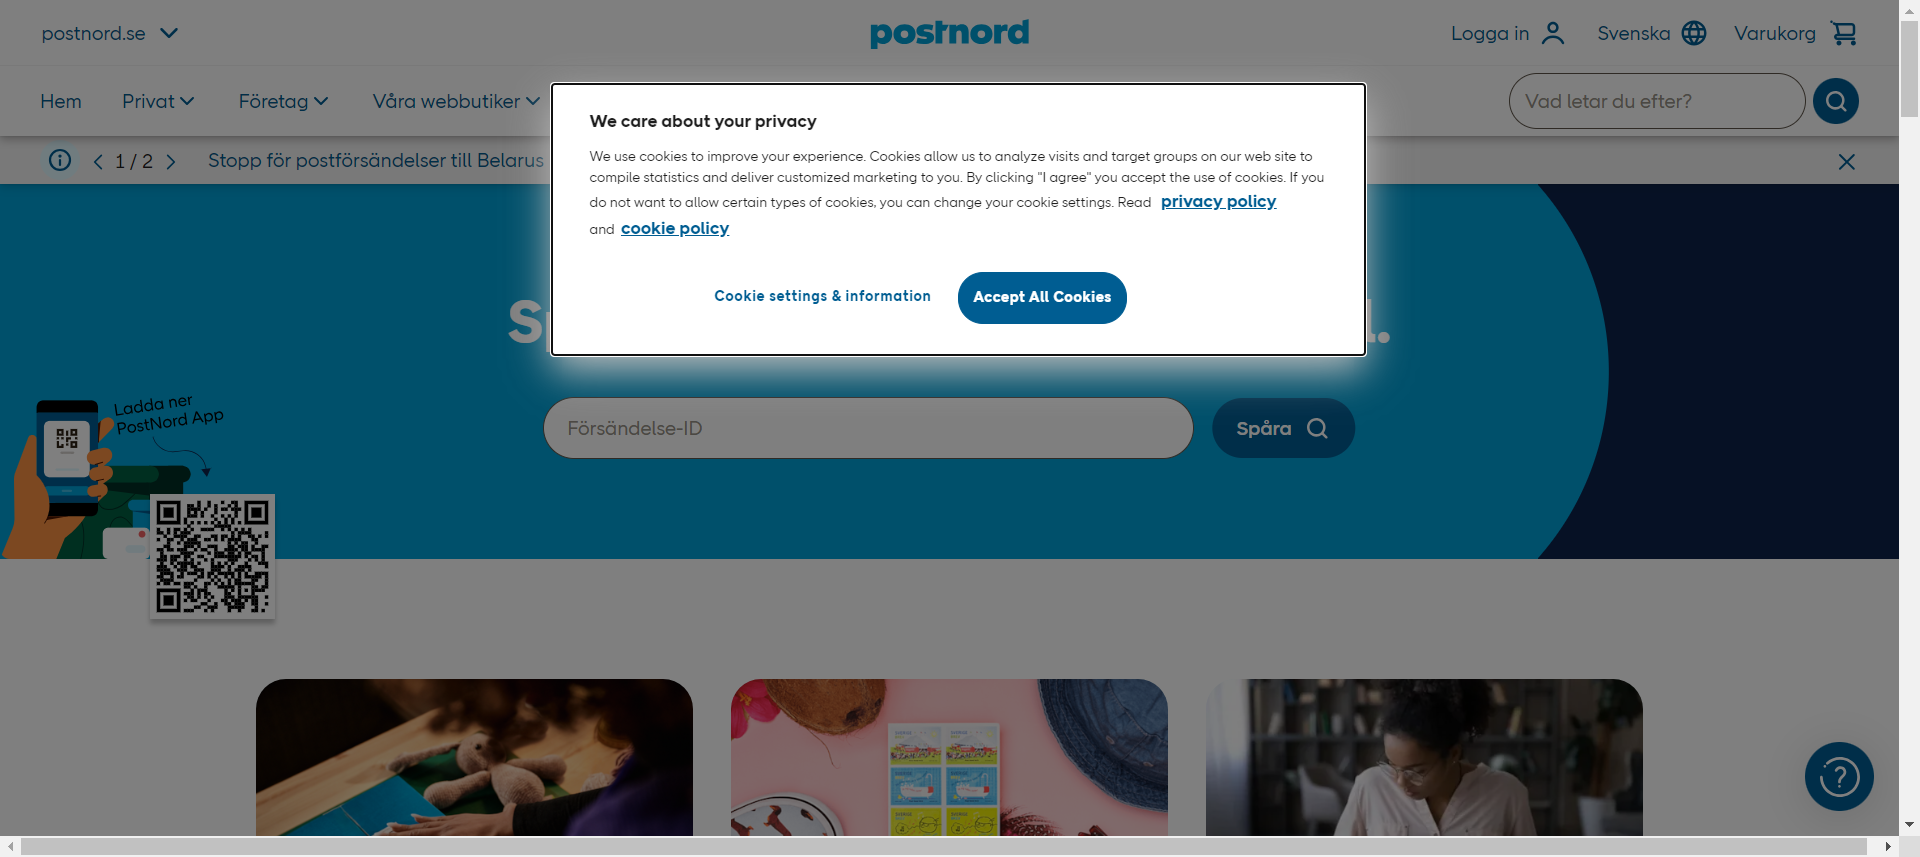 postnord.se
postnord
Logga in
Svenska
Varukorg
Hem
Privat
Företag
Våra webbutiker
Vad letar du efter?
1 / 2
Stopp för postförsändelser till Belarus
We care about your privacy
We use cookies to improve your experience. Cookies allow us to analyze visits and target groups on our web site to
compile statistics and deliver customized marketing to you. By clicking "I agree" you accept the use of cookies. If you
do not want to allow certain types of cookies, you can change your cookie settings. Read privacy policy
and cookie policy
Cookie settings & information
Accept All Cookies
Försändelse-ID
Spåra
Ladda ner
PostNord App